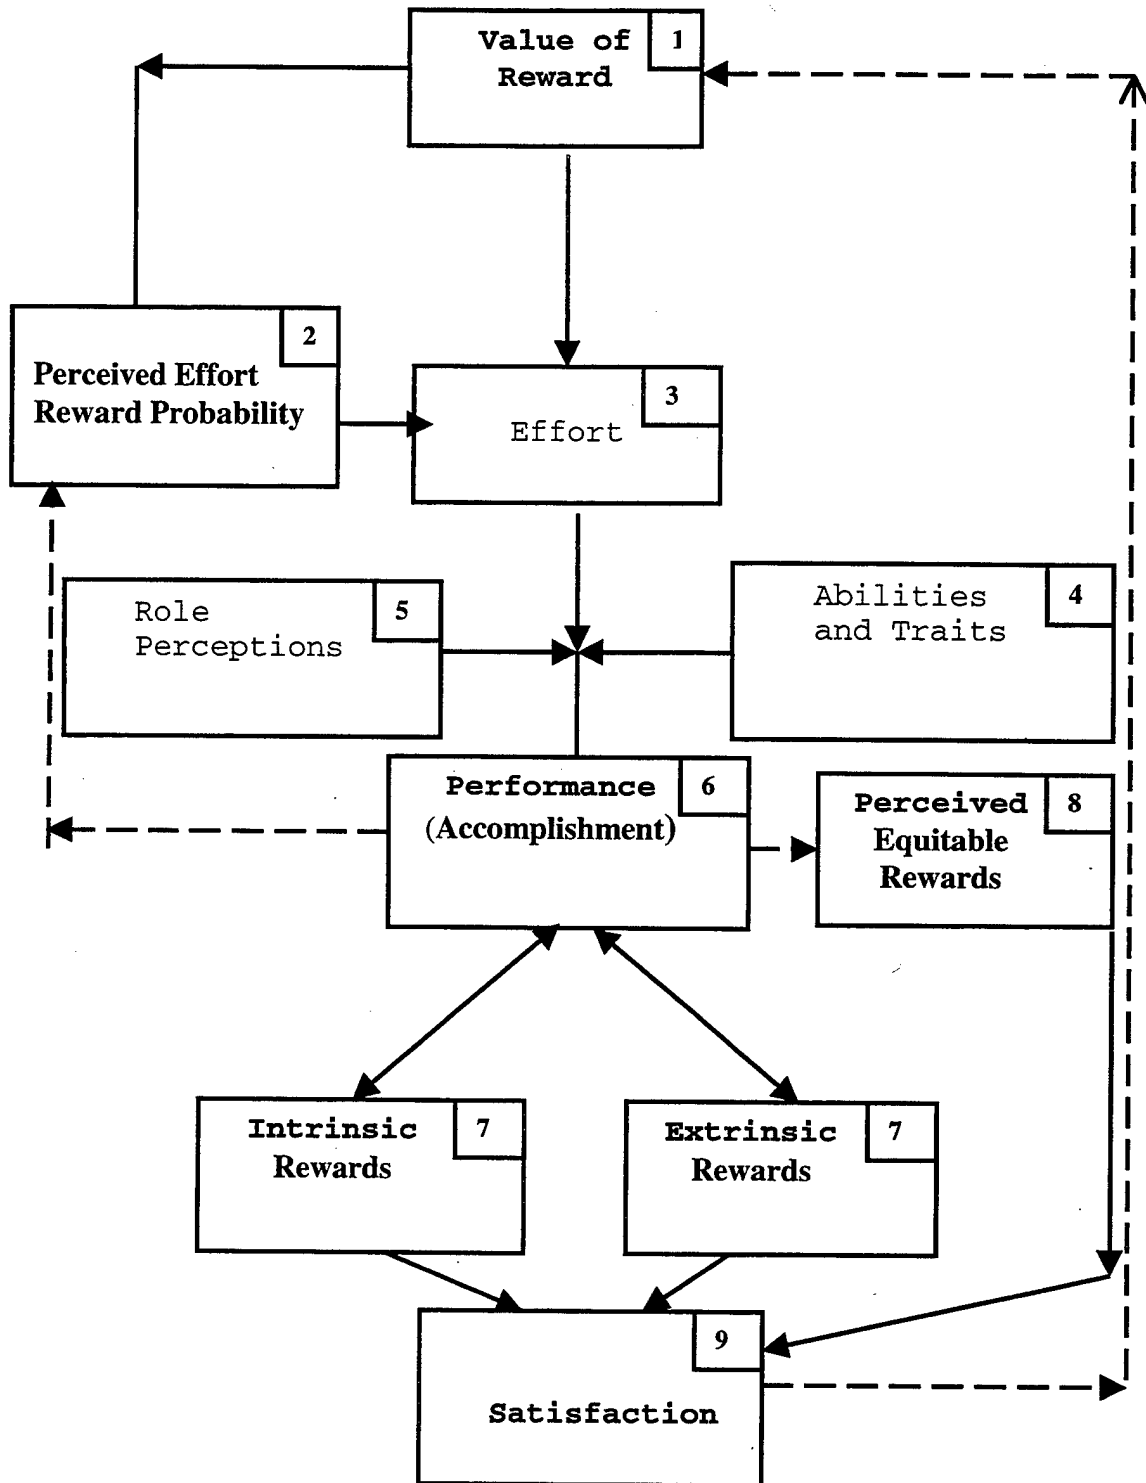 Value of
Reward
1
2
Perceived Effort
Reward Probability
3
Effort
Role
Perceptions
5
Abilities
and Traits
4
Performance
(Accomplishment)
6
Perceived
Equitable
Rewards
8
Intrinsic
Rewards
7
Extrinsic
Rewards
7
9
Satisfaction